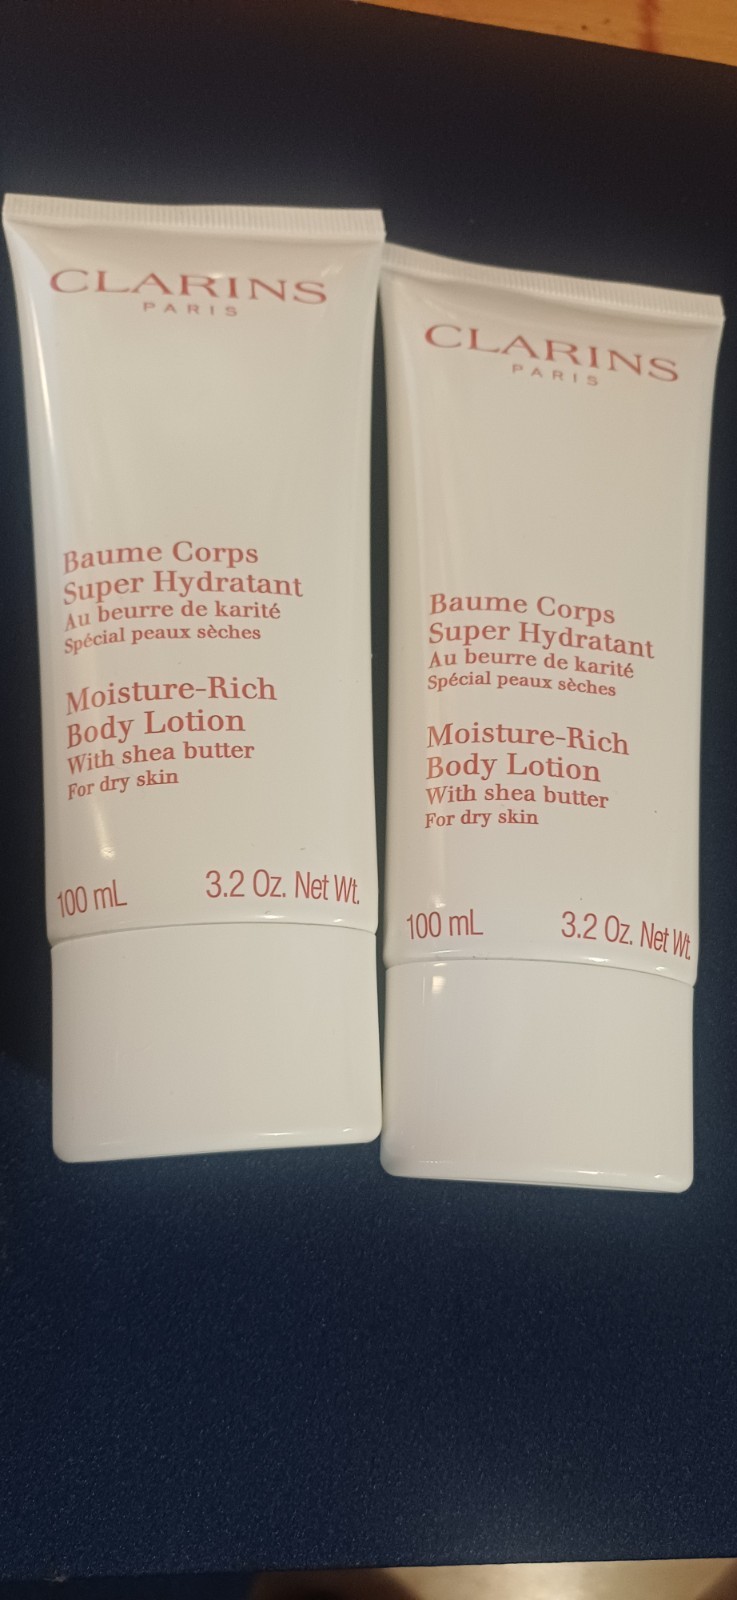 CLARINS
PARIS
Baume Corps
Super Hydratant
Au beurre de karité
Spécial peaux sèches
Moisture-Rich
Body Lotion
With shea butter
For dry skin
100 mL 3.2 Oz. Net Wt.
CLARINS
PARIS
Baume Corps
Super Hydratant
Au beurre de karité
Spécial peaux sèches
Moisture-Rich
Body Lotion
With shea butter
For dry skin
100 mL 3.2 Oz. Net Wt.